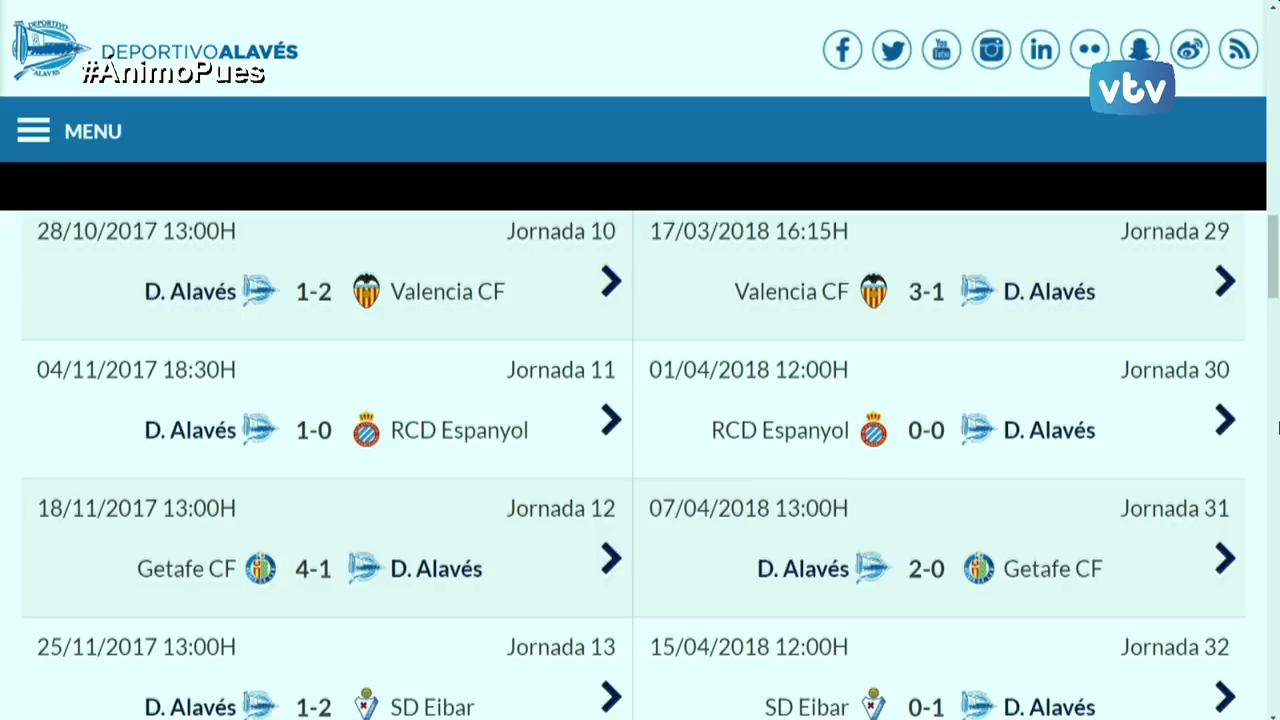 DEPORTIVO
ALAVÉS
DEPORTIVOALAVÉS
#AnimoPues
You
Tube
vtv
MENU
28/10/2017 13:00H Jornada 10
D. Alavés 1-2 Valencia CF
17/03/2018 16:15H Jornada 29
Valencia CF 3-1 D. Alavés
04/11/2017 18:30H Jornada 11
D. Alavés 1-0 RCD Espanyol
01/04/2018 12:00H Jornada 30
RCD Espanyol 0-0 D. Alavés
18/11/2017 13:00H Jornada 12
Getafe CF 4-1 D. Alavés
07/04/2018 13:00H Jornada 31
D. Alavés 2-0 Getafe CF
25/11/2017 13:00H Jornada 13
D. Alavés 1-2 SD Eibar
15/04/2018 12:00H Jornada 32
SD Eibar 0-1 D. Alavés